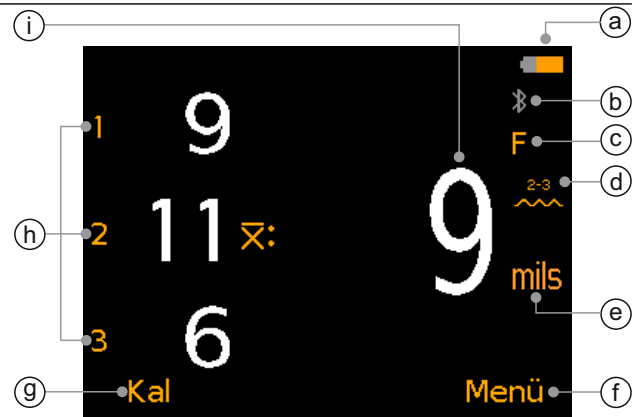 i
a
b
1 9
F c
2-3 d
h 2 11 x̅: 9
mils e
3 6
g Kal Menü f